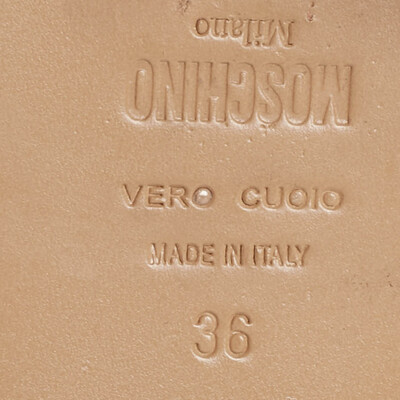 Milano
MOSCHINO
VERO CUOIO
MADE IN ITALY
36